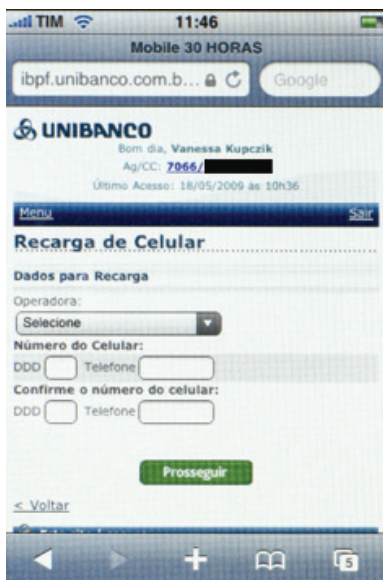 TIM 11:46
Mobile 30 HORAS
ibpf.unibanco.com.b... Google
UNIBANCO
Bom dia, Vanessa Kupczik
Ag/CC: 7066/
Último Acesso: 18/05/2009 às 10h36
Menu Sair
Recarga de Celular
Dados para Recarga
Operadora:
Selecione
Número do Celular:
DDD Telefone
Confirme o número do celular:
DDD Telefone
Prosseguir
< Voltar
5